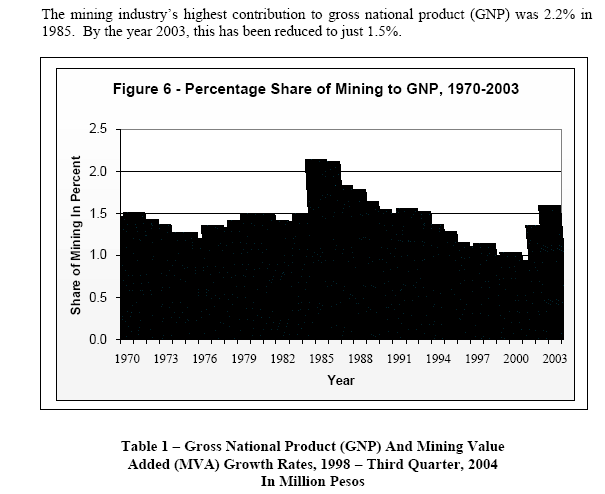 The mining industry's highest contribution to gross national product (GNP) was 2.2% in
1985.  By the year 2003, this has been reduced to just 1.5%.
Figure 6 - Percentage Share of Mining to GNP, 1970-2003
Share of Mining In Percent
2.5
2.0
1.5
1.0
0.5
0.0
1970 1973 1976 1979 1982 1985 1988 1991 1994 1997 2000 2003
Year
Table 1 – Gross National Product (GNP) And Mining Value
Added (MVA) Growth Rates, 1998 – Third Quarter, 2004
In Million Pesos